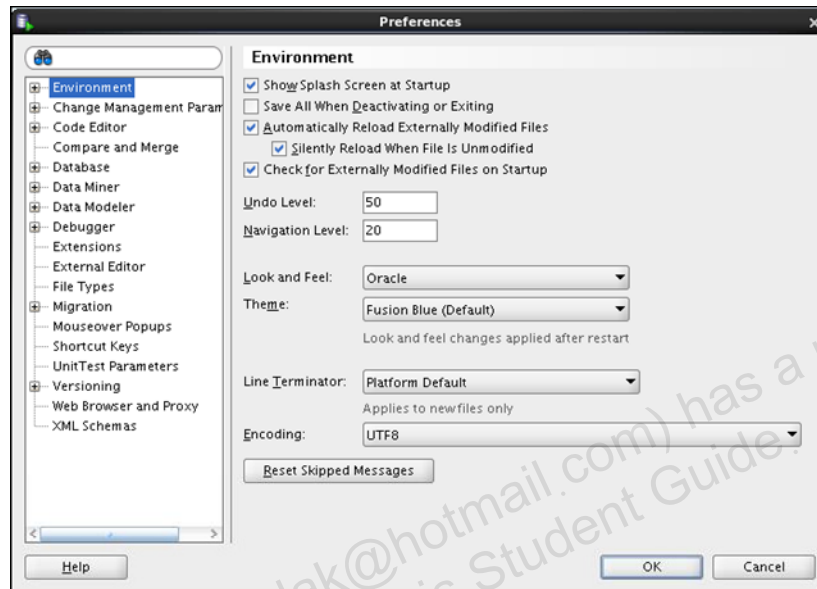 Preferences
Environment
Change Management Param
Code Editor
Compare and Merge
Database
Data Miner
Data Modeler
Debugger
Extensions
External Editor
File Types
Migration
Mouseover Popups
Shortcut Keys
UnitTest Parameters
Versioning
Web Browser and Proxy
XML Schemas
Environment
Show Splash Screen at Startup
Save All When Deactivating or Exiting
Automatically Reload Externally Modified Files
Silently Reload When File Is Unmodified
Check for Externally Modified Files on Startup
Undo Level: 50
Navigation Level: 20
Look and Feel: Oracle
Theme: Fusion Blue (Default)
Look and feel changes applied after restart
Line Terminator: Platform Default
Applies to new files only
Encoding: UTF8
Reset Skipped Messages
Help OK Cancel
hotmail.com) has a
Student Guide.